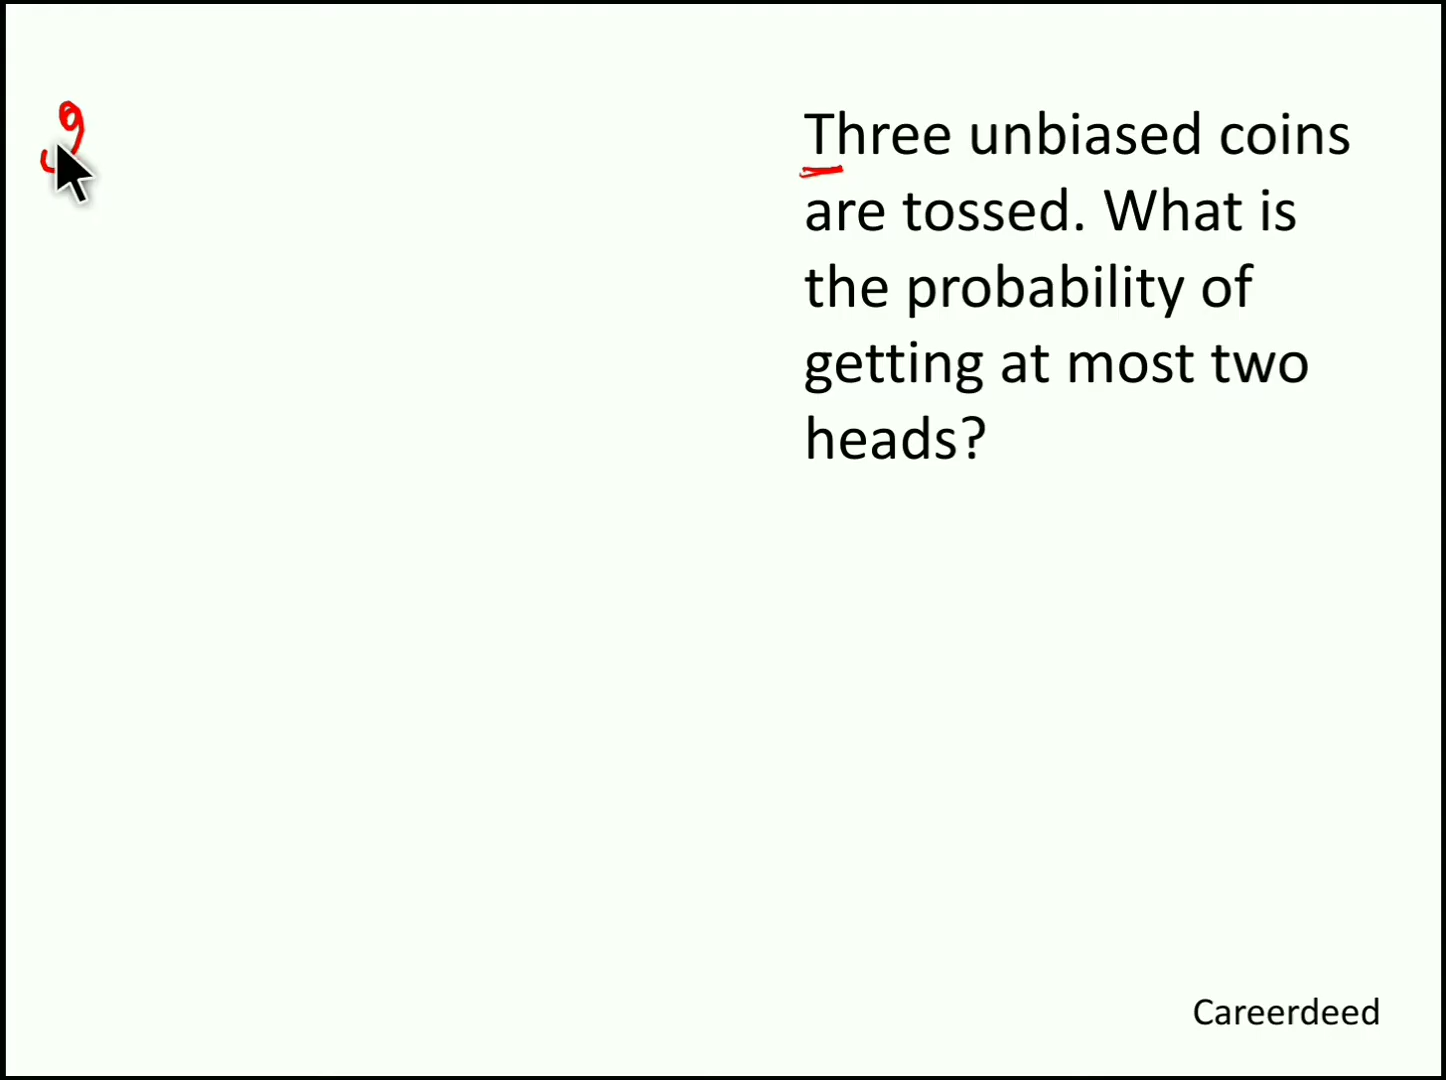 Three unbiased coins
are tossed. What is
the probability of
getting at most two
heads?
Careerdeed